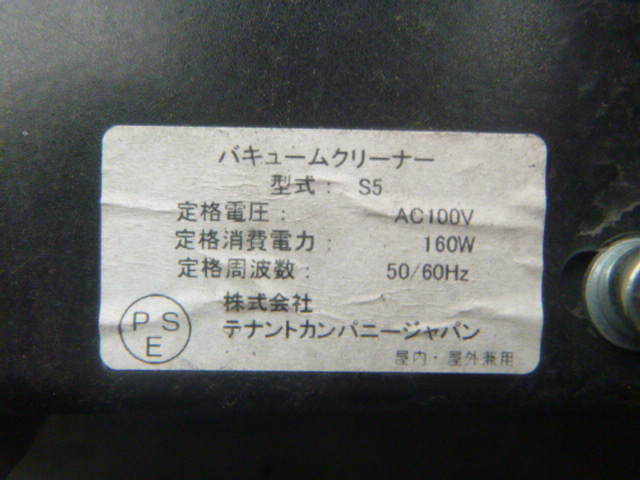 バキュームクリーナー
型式： S5
定格電圧： AC100V
定格消費電力： 160W
定格周波数： 50/60Hz
株式会社
テナントカンパニージャパン
PSE
屋内・屋外兼用